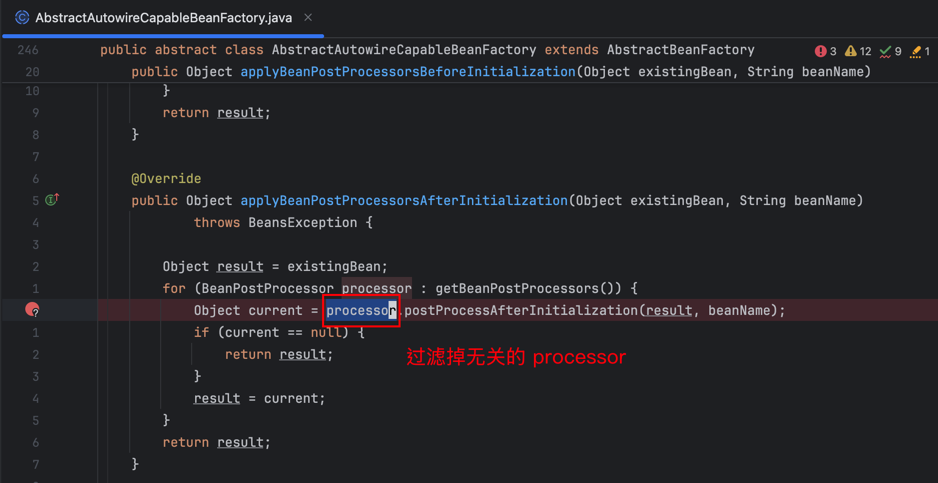 AbstractAutowireCapableBeanFactory.java
246 public abstract class AbstractAutowireCapableBeanFactory extends AbstractBeanFactory 3 12 9 1
20 public Object applyBeanPostProcessorsBeforeInitialization(Object existingBean, String beanName)
10 }
9 return result;
8 }
7
6 @Override
5 public Object applyBeanPostProcessorsAfterInitialization(Object existingBean, String beanName)
4 throws BeansException {
3
2 Object result = existingBean;
1 for (BeanPostProcessor processor : getBeanPostProcessors()) {
Object current = processor.postProcessAfterInitialization(result, beanName);
1 if (current == null) {
2 return result;
过滤掉无关的 processor
3 }
4 result = current;
5 }
6 return result;
7 }